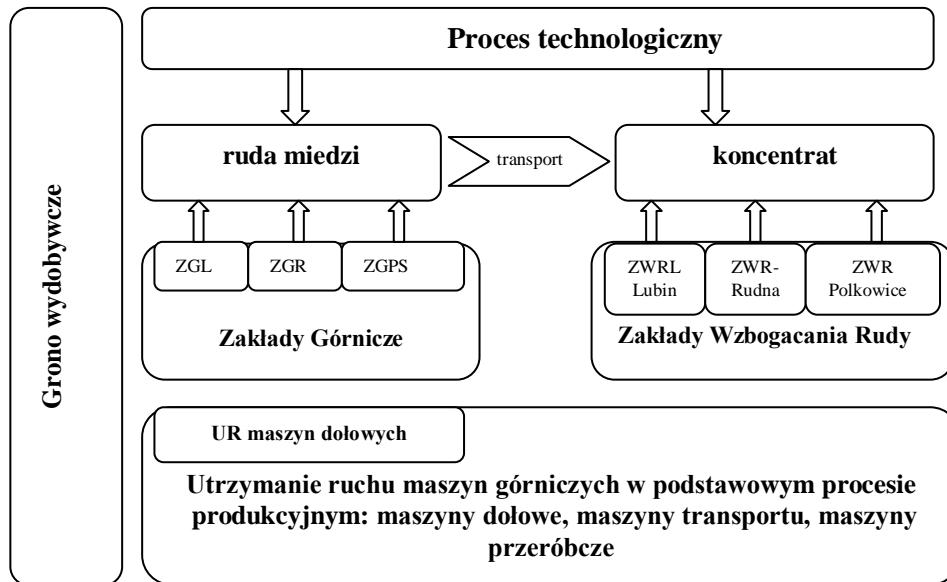 Grono wydobywcze
Proces technologiczny
ruda miedzi
transport
koncentrat
ZGL
ZGR
ZGPS
Zakłady Górnicze
ZWRL
Lubin
ZWR-
Rudna
ZWR
Polkowice
Zakłady Wzbogacania Rudy
UR maszyn dołowych
Utrzymanie ruchu maszyn górniczych w podstawowym procesie
produkcyjnym: maszyny dołowe, maszyny transportu, maszyny
przeróbcze